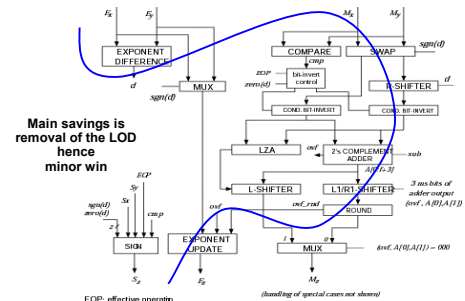 Ex
Ey
Mx
My
EXPONENT
DIFFERENCE
d
sgn(d)
MUX
COMPARE
SWAP
sgn(d)
cmp
EOP
zero(d)
bit-invert
control
R-SHIFTER
d
COND. BIT-INVERT
COND. BIT-INVERT
Main savings is
removal of the LOD
hence
minor win
LZA
ovf
2's COMPLEMENT
ADDER
sub
L-SHIFTER
L1/R1-SHIFTER
3 ms bits of
adder output
(ovf, A[0],A[1])
ovf_rnd
ROUND
EOP
Sy
Sx
sgn(d)
zero(d)
cmp
2
SIGN
Sz
ovf
EXPONENT
UPDATE
Ez
1
0
MUX
(ovf, A[0],A[1]) = 000
Mz
EOP: effective operatio
(handling of special cases not shown)